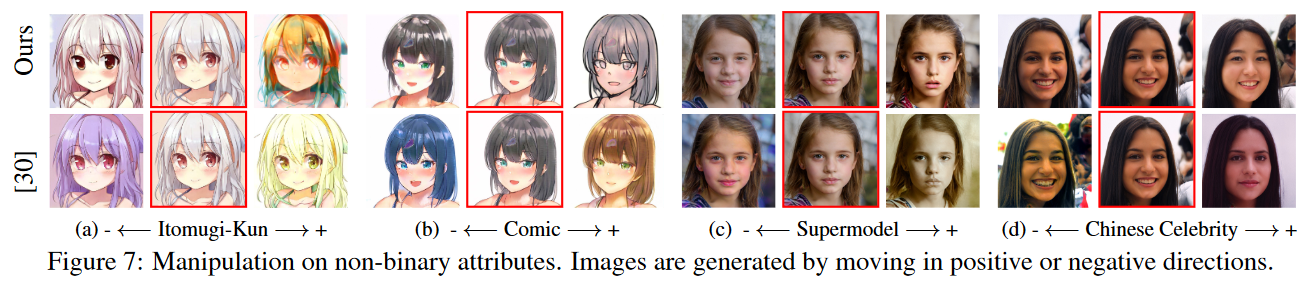 Ours
[30]
(a) - ⟵ Itomugi-Kun ⟶ + (b) - ⟵ Comic ⟶ + (c) - ⟵ Supermodel ⟶ + (d) - ⟵ Chinese Celebrity ⟶ +
Figure 7: Manipulation on non-binary attributes. Images are generated by moving in positive or negative directions.